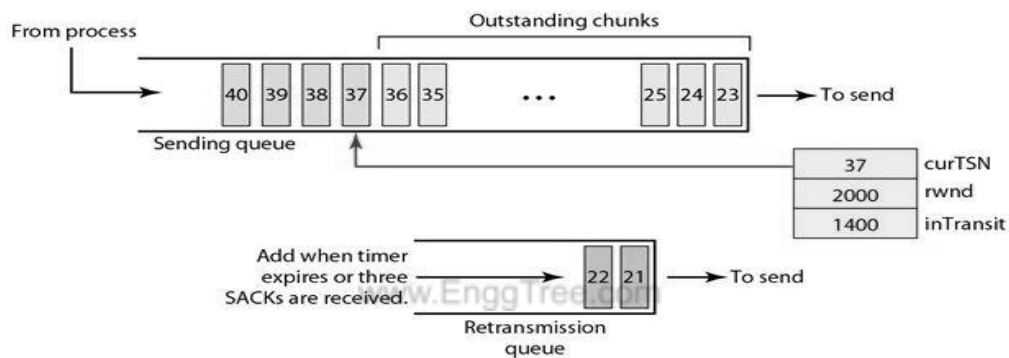 Outstanding chunks
From process
40 39 38 37 36 35 ... 25 24 23
To send
Sending queue
37 curTSN
2000 rwnd
1400 inTransit
Add when timer
expires or three
SACKs are received.
22 21
To send
www.EnggTree.com
Retransmission
queue